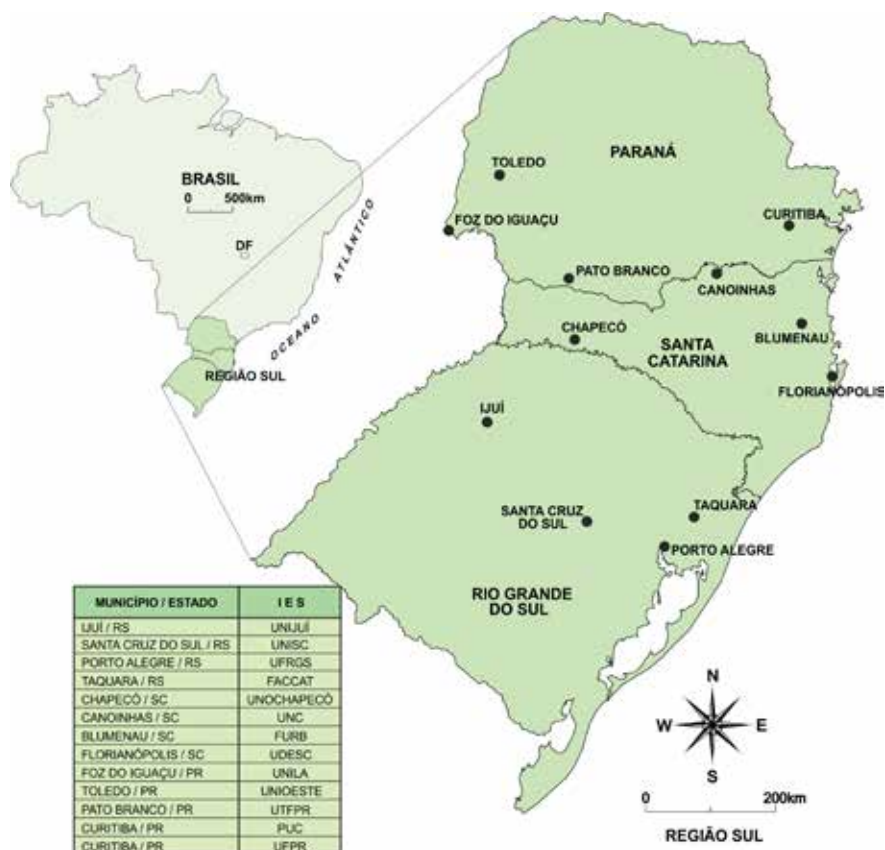 BRASIL
0 500km
DF
OCEANO ATLÂNTICO
REGIÃO SUL
PARANÁ
TOLEDO
FOZ DO IGUAÇU
CURITIBA
PATO BRANCO
CANOINHAS
CHAPECÓ
SANTA
CATARINA
BLUMENAU
FLORIANÓPOLIS
IJUÍ
SANTA CRUZ
DO SUL
TAQUARA
PORTO ALEGRE
RIO GRANDE
DO SUL
MUNICÍPIO / ESTADO I E S
IJUÍ / RS UNIJUÍ
SANTA CRUZ DO SUL / RS UNISC
PORTO ALEGRE / RS UFRGS
TAQUARA / RS FACCAT
CHAPECÓ / SC UNOCHAPECÓ
CANOINHAS / SC UNC
BLUMENAU / SC FURB
FLORIANÓPOLIS / SC UDESC
FOZ DO IGUAÇU / PR UNILA
TOLEDO / PR UNIOESTE
PATO BRANCO / PR UTFPR
CURITIBA / PR PUC
CURITIBA / PR UFPR
N
W E
S
0 200km
REGIÃO SUL